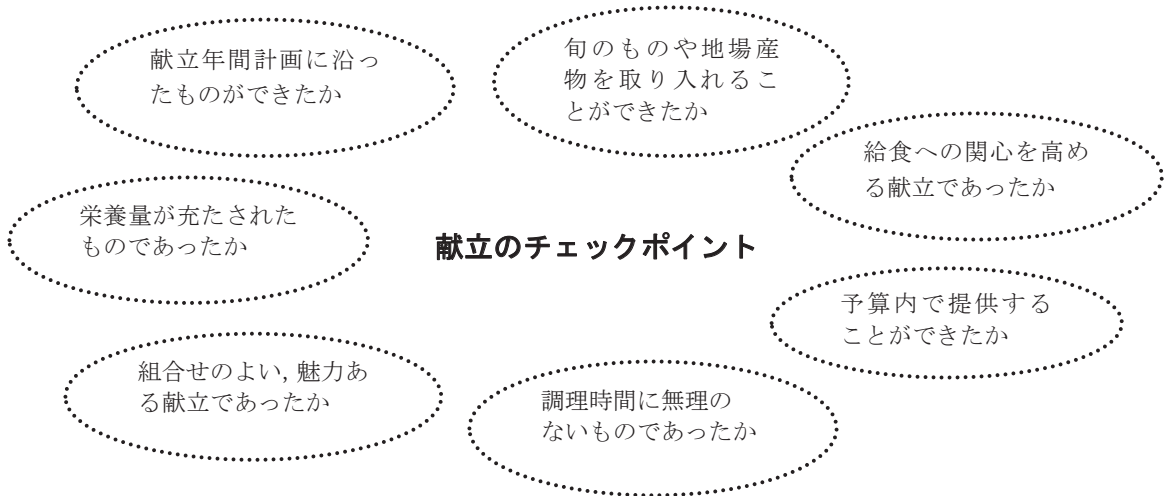 献立年間計画に沿っ
たものができたか
旬のものや地場産
物を取り入れるこ
とができたか
給食への関心を高め
る献立であったか
栄養量が充たされた
ものであったか
献立のチェックポイント
予算内で提供する
ことができたか
組合せのよい, 魅力あ
る献立であったか
調理時間に無理の
ないものであったか